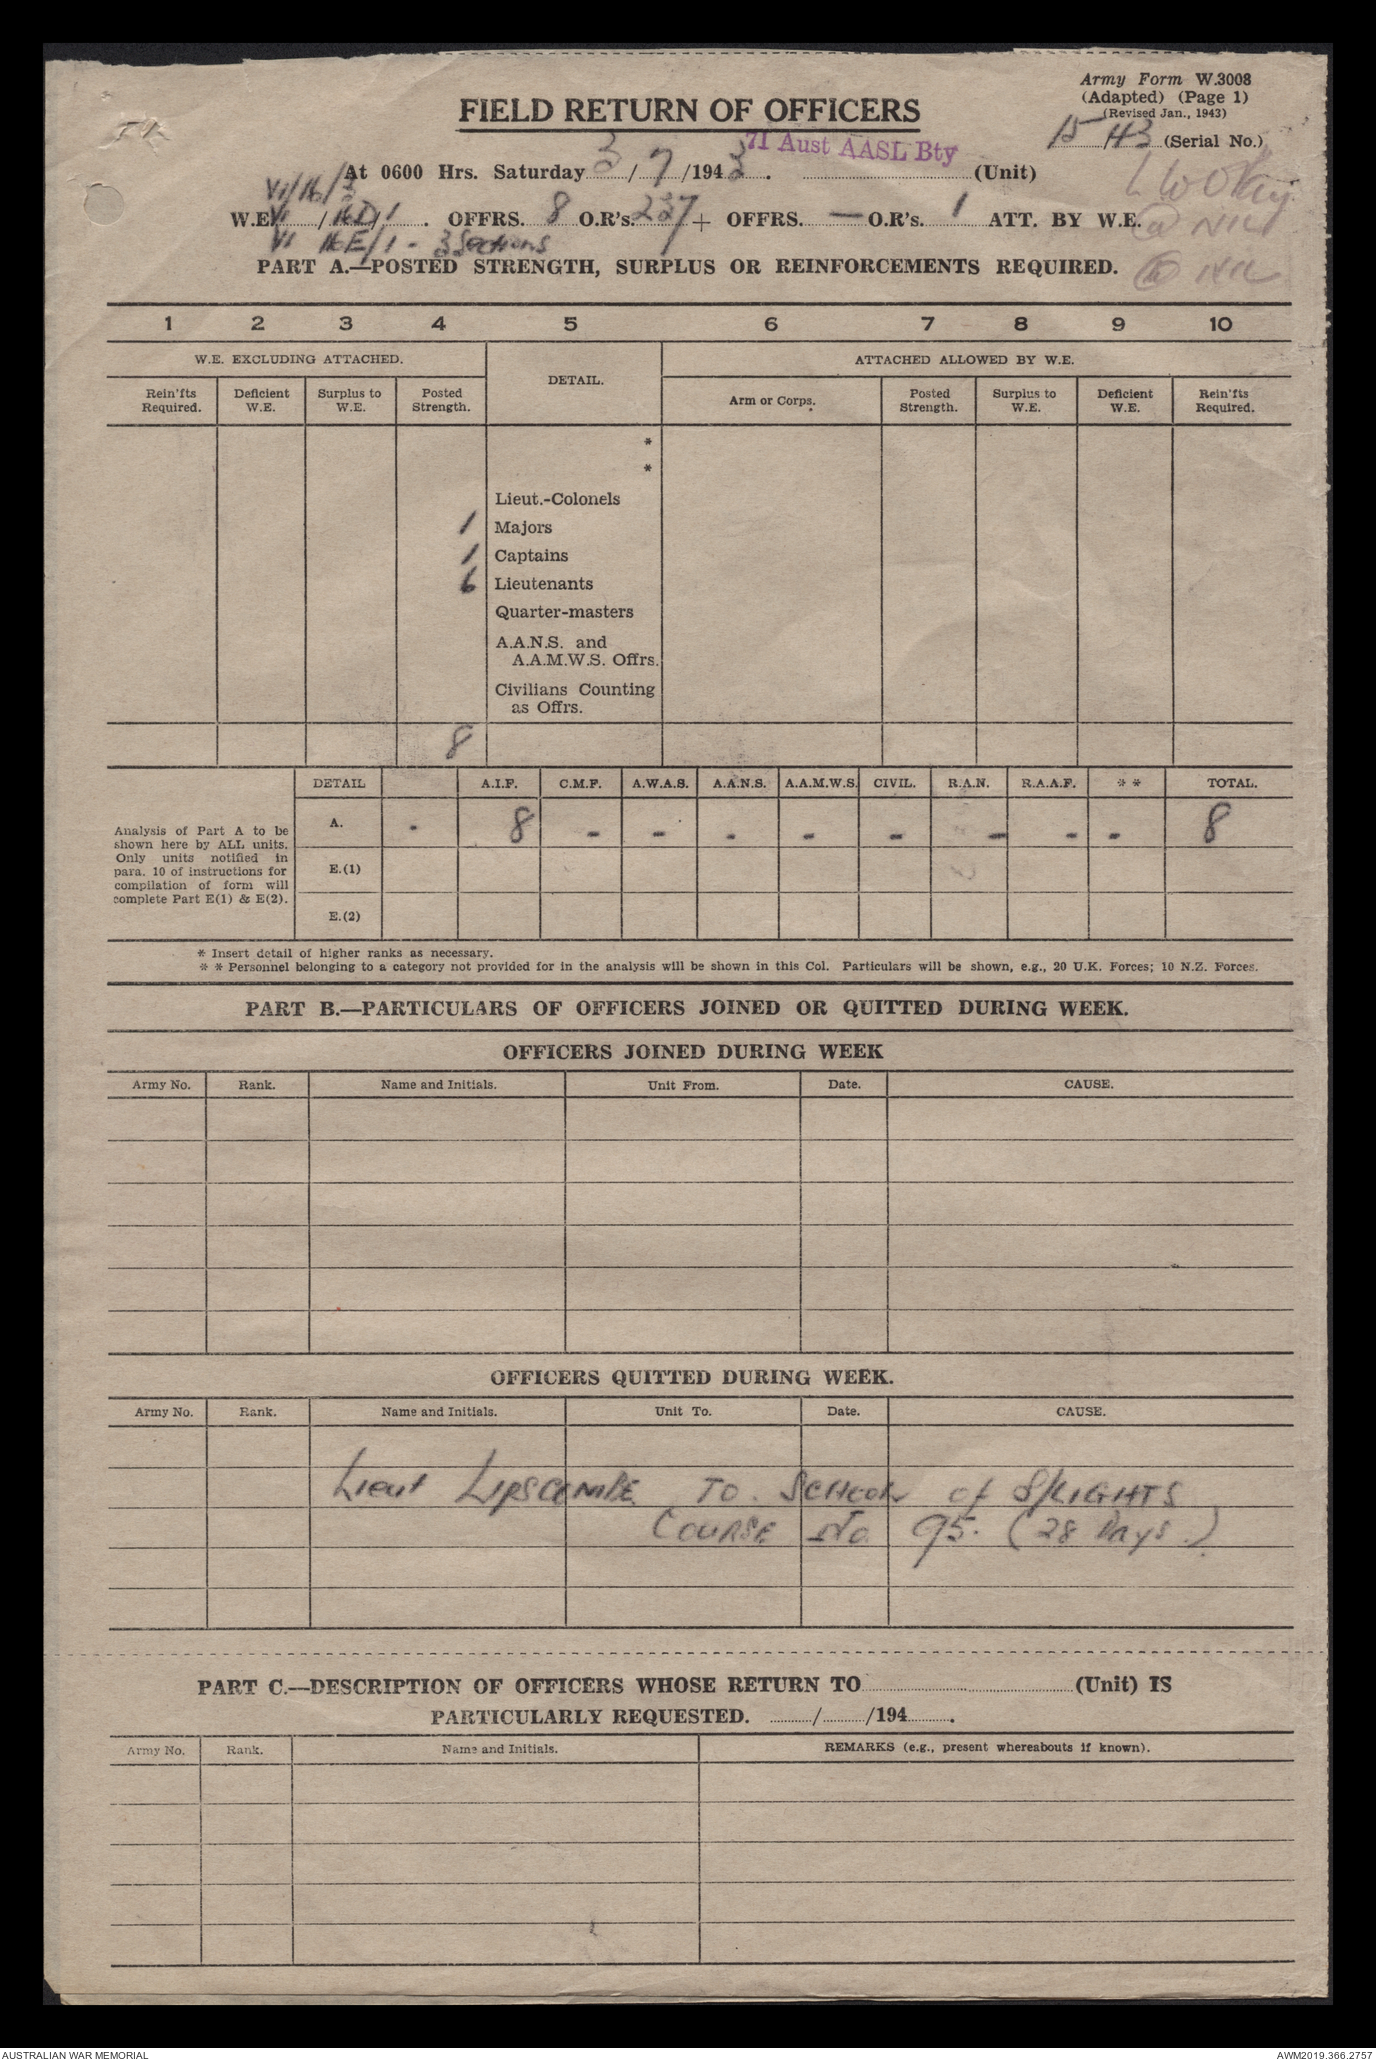 Army Form W.3008
(Adapted) (Page 1)
(Revised Jan., 1943)
15/43 (Serial No.)
FIELD RETURN OF OFFICERS
71 Aust AASL Bty
At 0600 Hrs. Saturday 3/7/1943. (Unit)
VI/16/3
W.E. VI/16D/1. OFFRS. 8 O.R's. 237 + OFFRS. — O.R's. 1 ATT. BY W.E.
VI 16E/1 - 3 Sections
PART A.—POSTED STRENGTH, SURPLUS OR REINFORCEMENTS REQUIRED.
1 2 3 4 5 6 7 8 9 10
W.E. EXCLUDING ATTACHED. DETAIL. ATTACHED ALLOWED BY W.E.
Rein'fts Required. Deficient W.E. Surplus to W.E. Posted Strength. Arm or Corps. Posted Strength. Surplus to W.E. Deficient W.E. Rein'fts Required.
*
*
Lieut.-Colonels
1 Majors
1 Captains
6 Lieutenants
Quarter-masters
A.A.N.S. and
A.A.M.W.S. Offrs.
Civilians Counting
as Offrs.
8
DETAIL A.I.F. C.M.F. A.W.A.S. A.A.N.S. A.A.M.W.S. CIVIL. R.A.N. R.A.A.F. * * TOTAL.
Analysis of Part A to be
shown here by ALL units.
Only units notified in
para. 10 of instructions for
compilation of form will
complete Part E(1) & E(2).
A. - 8 - - - - - - - - 8
E.(1)
E.(2)
* Insert detail of higher ranks as necessary.
* * Personnel belonging to a category not provided for in the analysis will be shown in this Col. Particulars will be shown, e.g., 20 U.K. Forces; 10 N.Z. Forces.
PART B.—PARTICULARS OF OFFICERS JOINED OR QUITTED DURING WEEK.
OFFICERS JOINED DURING WEEK
Army No. Rank. Name and Initials. Unit From. Date. CAUSE.
OFFICERS QUITTED DURING WEEK.
Army No. Rank. Name and Initials. Unit To. Date. CAUSE.
Lieut LIPSCOMBE TO SCHOOL of S/LIGHTS
COURSE No. 95. (28 Days.)
PART C.—DESCRIPTION OF OFFICERS WHOSE RETURN TO (Unit) IS
PARTICULARLY REQUESTED. / /194 .
Army No. Rank. Name and Initials. REMARKS (e.g., present whereabouts if known).
AUSTRALIAN WAR MEMORIAL AWM2019.366.2757